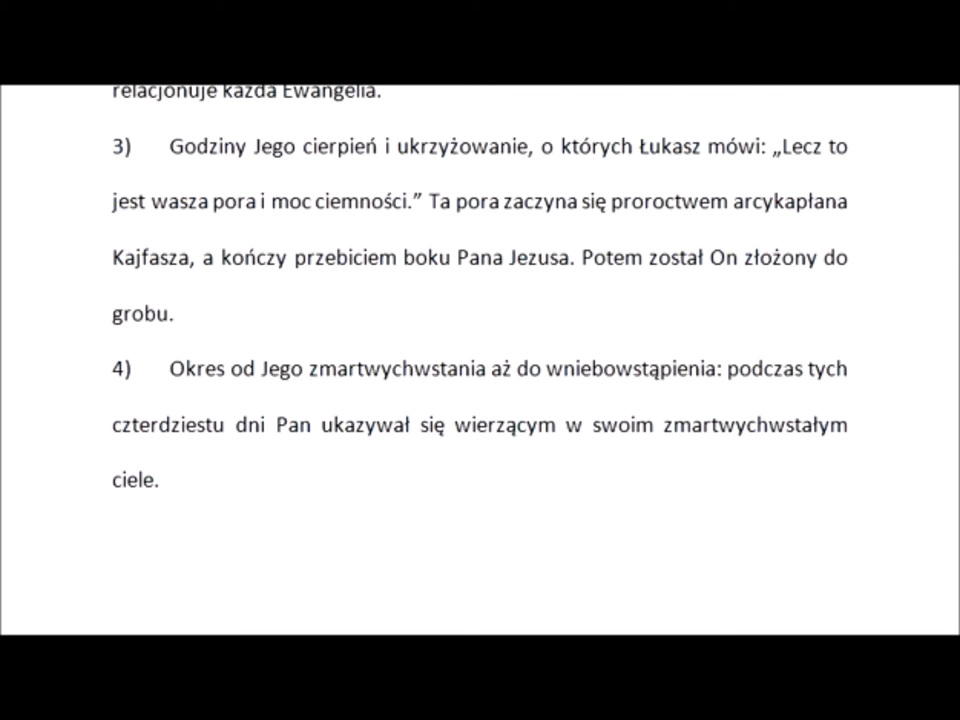 relacjonuje każda Ewangelia.
3) Godziny Jego cierpień i ukrzyżowanie, o których Łukasz mówi: „Lecz to
jest wasza pora i moc ciemności.” Ta pora zaczyna się proroctwem arcykapłana
Kajfasza, a kończy przebiciem boku Pana Jezusa. Potem został On złożony do
grobu.
4) Okres od Jego zmartwychwstania aż do wniebowstąpienia: podczas tych
czterdziestu dni Pan ukazywał się wierzącym w swoim zmartwychwstałym
ciele.